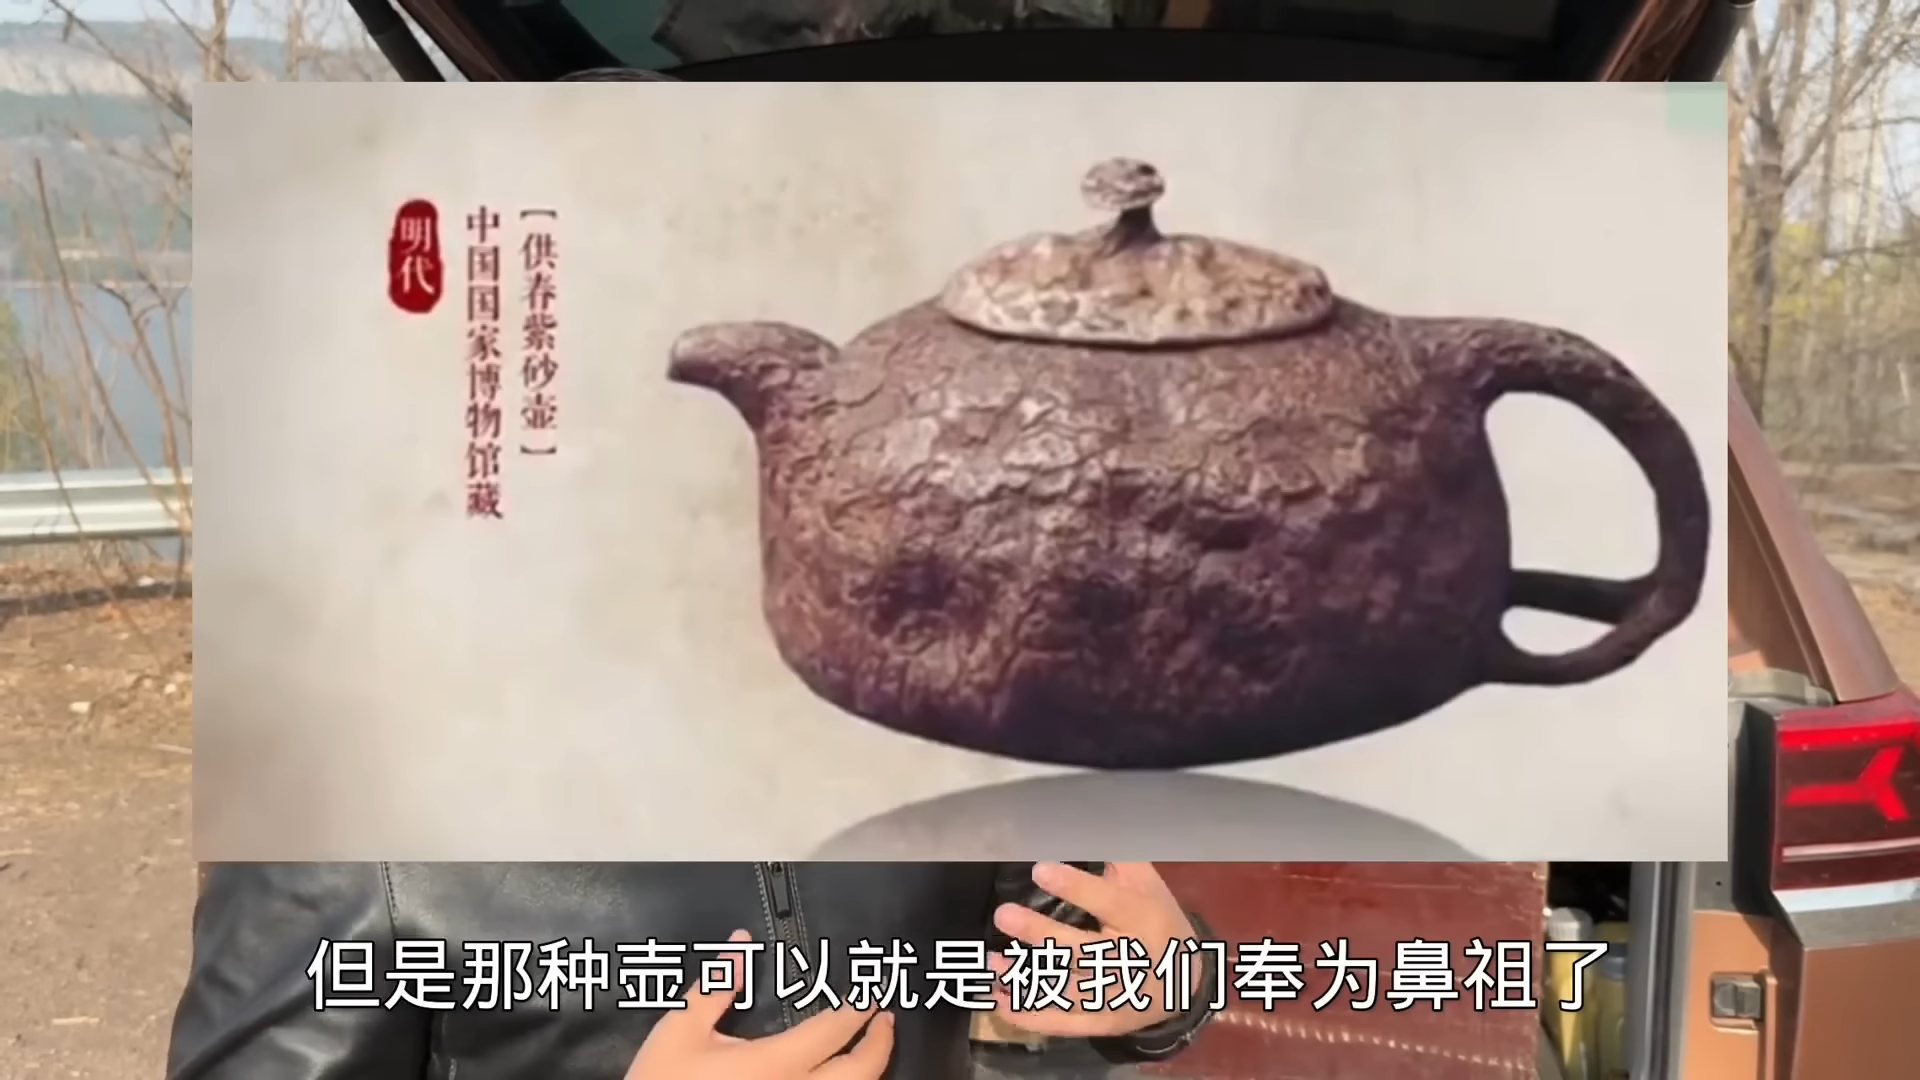 【供春紫砂壶】
中国国家博物馆藏
明代
但是那种壶可以就是被我们奉为鼻祖了